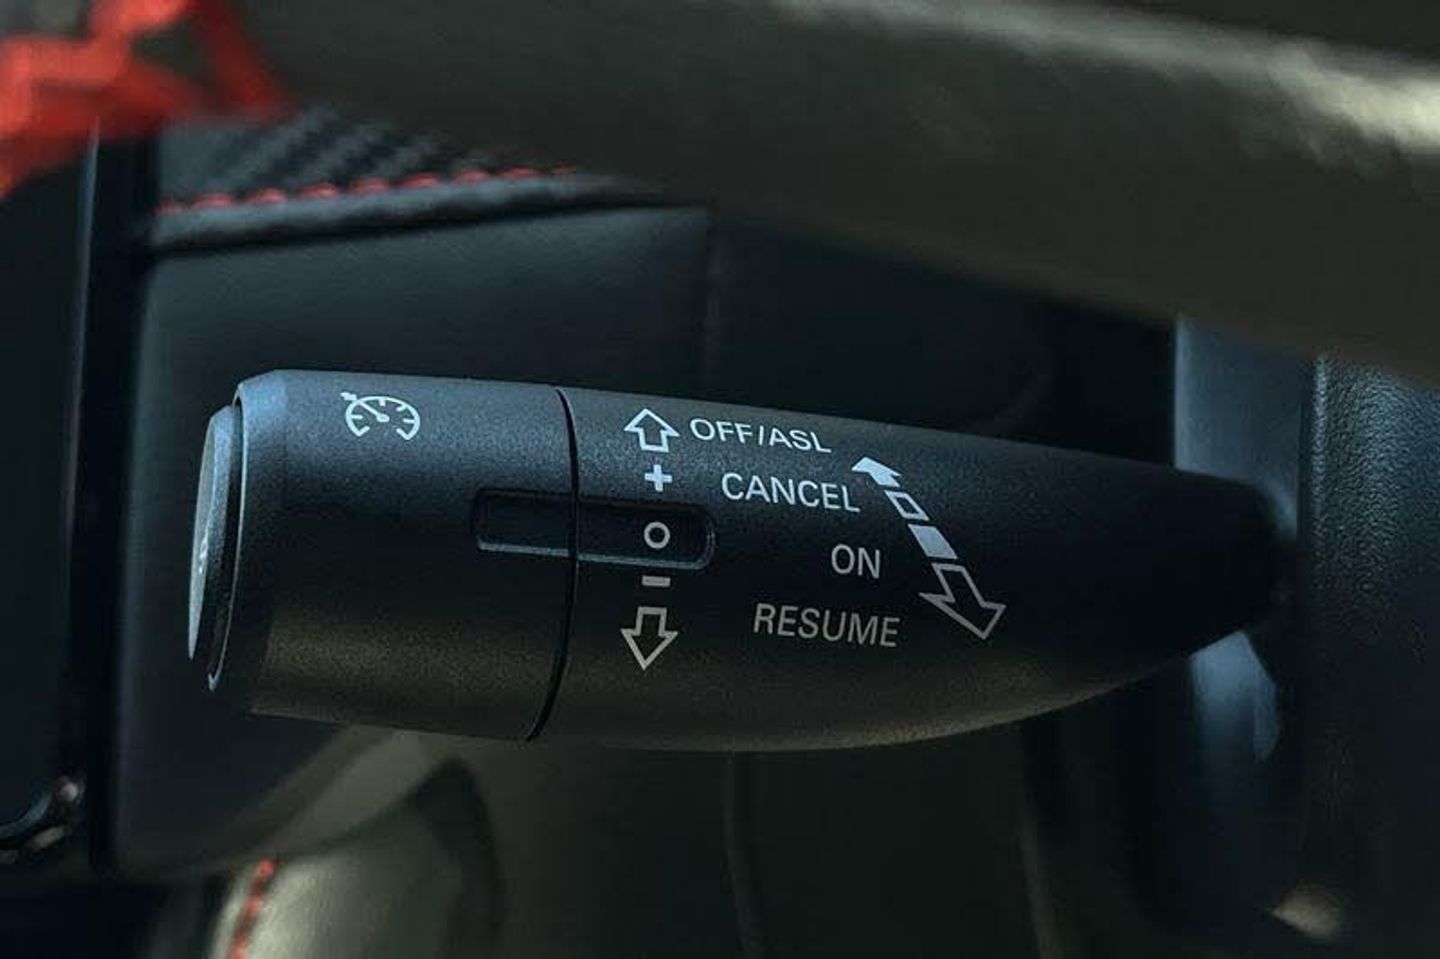 OFF/ASL
+
CANCEL
O
ON
-
RESUME